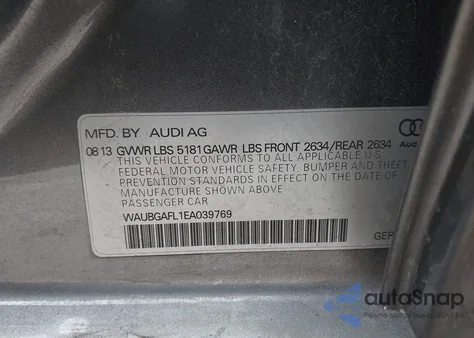 MFD. BY AUDI AG
08 13 GVWR LBS 5181 GAWR LBS FRONT 2634/REAR 2634
THIS VEHICLE CONFORMS TO ALL APPLICABLE U.S.
FEDERAL MOTOR VEHICLE SAFETY, BUMPER AND THEFT
PREVENTION STANDARDS IN EFFECT ON THE DATE OF
MANUFACTURE SHOWN ABOVE
PASSENGER CAR
WAUBGAFL1EA039769
Aud
GER
autoSnap